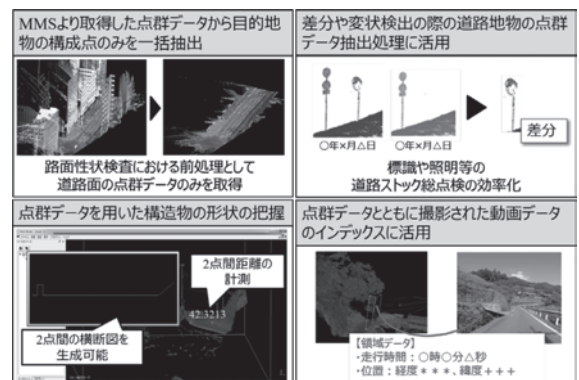 MMSより取得した点群データから目的地
物の構成点のみを一括抽出
路面性状検査における前処理として
道路面の点群データのみを取得
差分や変状検出の際の道路地物の点群
データ抽出処理に活用
○年×月△日
○年×月△日
差分
標識や照明等の
道路ストック総点検の効率化
点群データを用いた構造物の形状の把握
2点間距離の
計測
42.3213
2点間の横断図を
生成可能
点群データとともに撮影された動画データ
のインデックスに活用
【領域データ】
・走行時間：○時○分△秒
・位置：経度＊＊＊、緯度＋＋＋